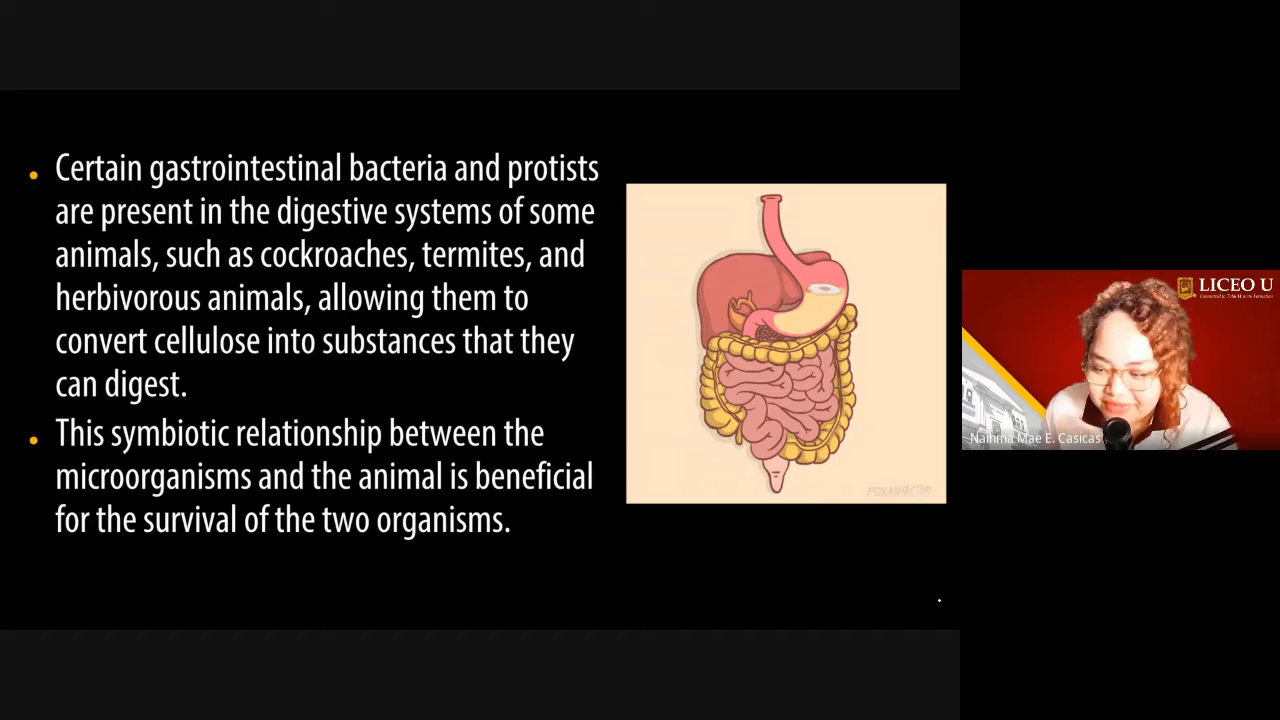 Certain gastrointestinal bacteria and protists
are present in the digestive systems of some
animals, such as cockroaches, termites, and
herbivorous animals, allowing them to
convert cellulose into substances that they
can digest.
This symbiotic relationship between the
microorganisms and the animal is beneficial
for the survival of the two organisms.
LICEO U
Nahma Mae E. Casicas